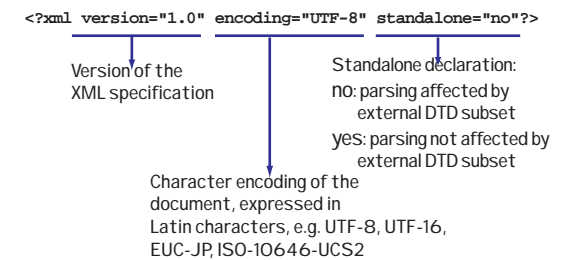 <?xml version="1.0" encoding="UTF-8" standalone="no"?>
Version of the
XML specification
Standalone declaration:
no: parsing affected by
external DTD subset
yes: parsing not affected by
external DTD subset
Character encoding of the
document, expressed in
Latin characters, e.g. UTF-8, UTF-16,
EUC-JP, ISO-10646-UCS2